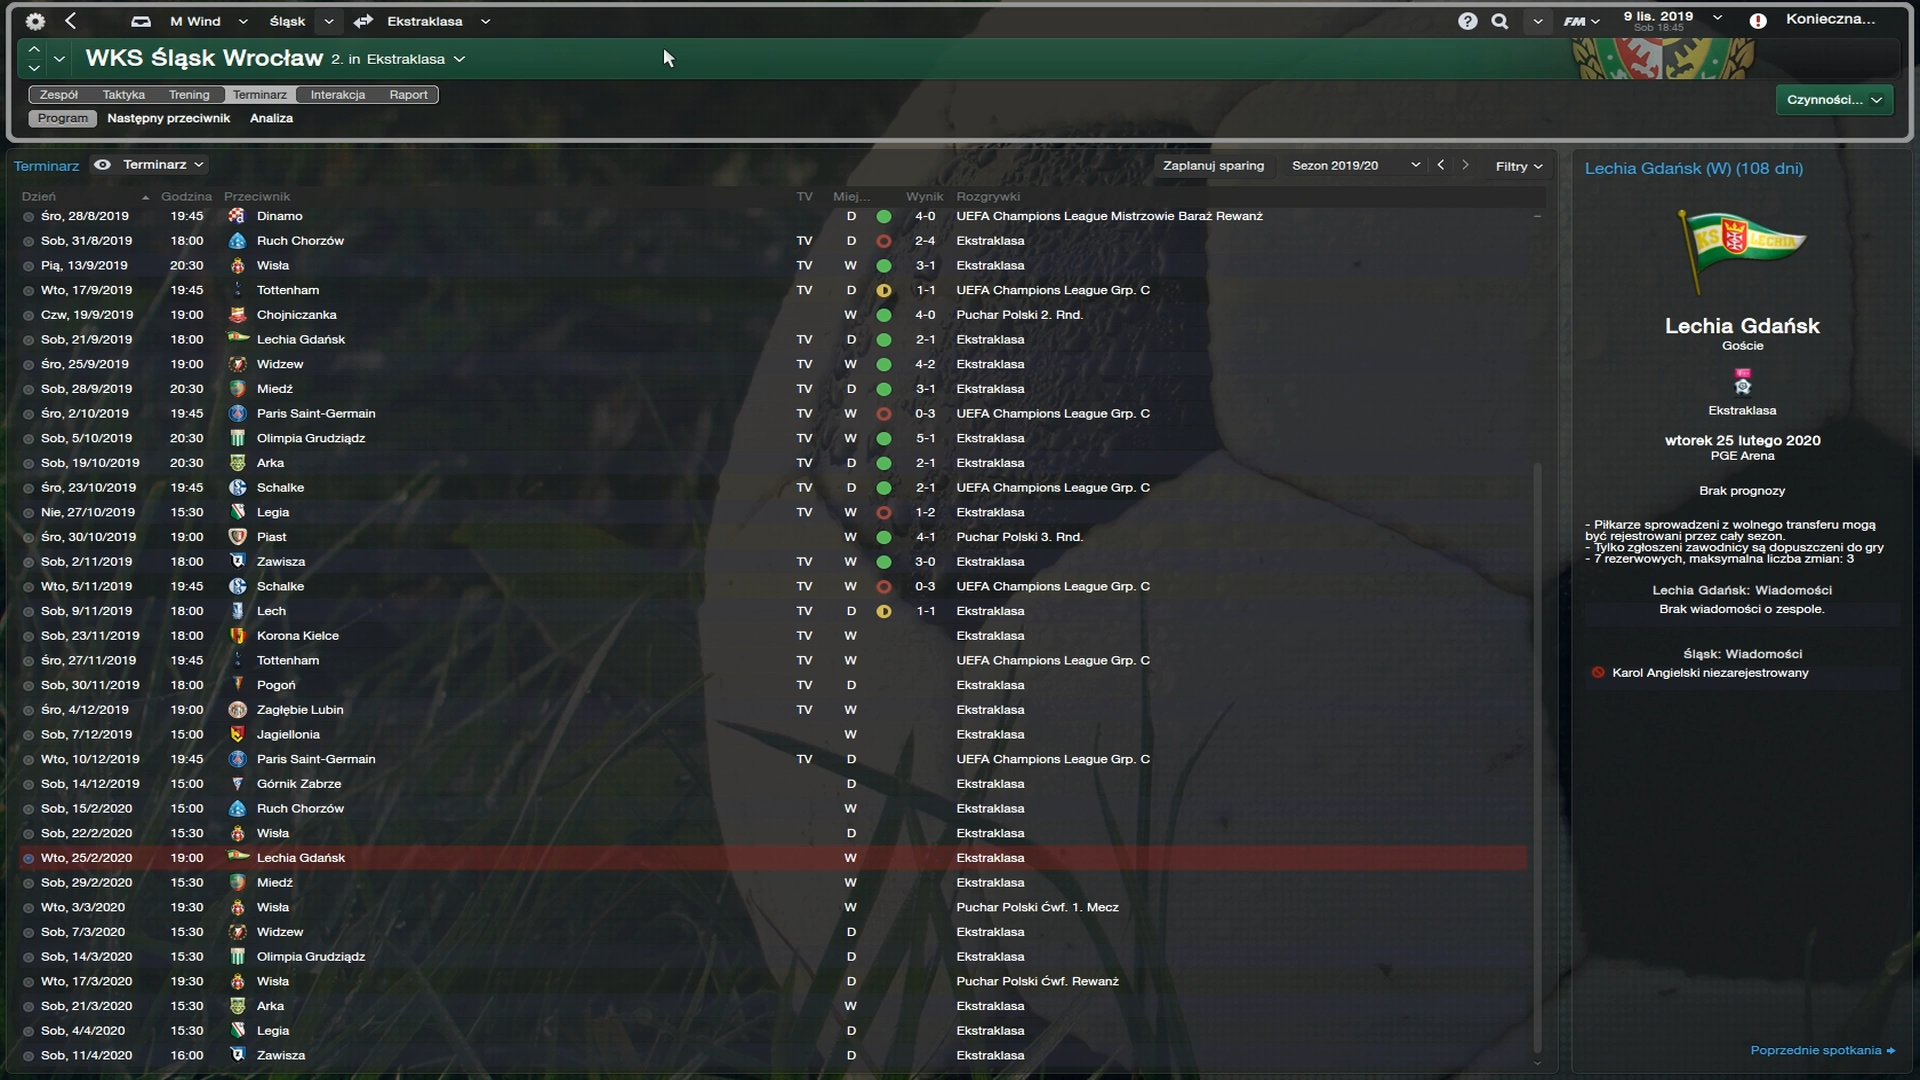 M Wind Śląsk Ekstraklasa ? FM 9 lis. 2019 Konieczna...
Sob 18:45
WKS Śląsk Wrocław 2. in Ekstraklasa
Zespół Taktyka Trening Terminarz Interakcja Raport
Czynności...
Program Następny przeciwnik Analiza
Terminarz Terminarz Zaplanuj sparing Sezon 2019/20 Filtry
Dzień Godzina Przeciwnik TV Miej... Wynik Rozgrywki
Śro, 28/8/2019 19:45 Dinamo D 4-0 UEFA Champions League Mistrzowie Baraż Rewanż
Sob, 31/8/2019 18:00 Ruch Chorzów TV D 2-4 Ekstraklasa
Pią, 13/9/2019 20:30 Wisła TV W 3-1 Ekstraklasa
Wto, 17/9/2019 19:45 Tottenham TV D 1-1 UEFA Champions League Grp. C
Czw, 19/9/2019 19:00 Chojniczanka W 4-0 Puchar Polski 2. Rnd.
Sob, 21/9/2019 18:00 Lechia Gdańsk TV D 2-1 Ekstraklasa
Śro, 25/9/2019 19:00 Widzew TV W 4-2 Ekstraklasa
Sob, 28/9/2019 20:30 Miedź TV D 3-1 Ekstraklasa
Śro, 2/10/2019 19:45 Paris Saint-Germain TV W 0-3 UEFA Champions League Grp. C
Sob, 5/10/2019 20:30 Olimpia Grudziądz TV W 5-1 Ekstraklasa
Sob, 19/10/2019 20:30 Arka TV D 2-1 Ekstraklasa
Śro, 23/10/2019 19:45 Schalke TV D 2-1 UEFA Champions League Grp. C
Nie, 27/10/2019 15:30 Legia TV W 1-2 Ekstraklasa
Śro, 30/10/2019 19:00 Piast W 4-1 Puchar Polski 3. Rnd.
Sob, 2/11/2019 18:00 Zawisza TV W 3-0 Ekstraklasa
Wto, 5/11/2019 19:45 Schalke TV W 0-3 UEFA Champions League Grp. C
Sob, 9/11/2019 18:00 Lech TV D 1-1 Ekstraklasa
Sob, 23/11/2019 18:00 Korona Kielce TV W Ekstraklasa
Śro, 27/11/2019 19:45 Tottenham TV W UEFA Champions League Grp. C
Sob, 30/11/2019 18:00 Pogoń TV D Ekstraklasa
Śro, 4/12/2019 19:00 Zagłębie Lubin TV W Ekstraklasa
Sob, 7/12/2019 15:00 Jagiellonia W Ekstraklasa
Wto, 10/12/2019 19:45 Paris Saint-Germain TV D UEFA Champions League Grp. C
Sob, 14/12/2019 15:00 Górnik Zabrze D Ekstraklasa
Sob, 15/2/2020 15:00 Ruch Chorzów W Ekstraklasa
Sob, 22/2/2020 15:30 Wisła D Ekstraklasa
Wto, 25/2/2020 19:00 Lechia Gdańsk W Ekstraklasa
Sob, 29/2/2020 15:30 Miedź W Ekstraklasa
Wto, 3/3/2020 19:30 Wisła W Puchar Polski Ćwf. 1. Mecz
Sob, 7/3/2020 15:30 Widzew D Ekstraklasa
Sob, 14/3/2020 15:30 Olimpia Grudziądz D Ekstraklasa
Wto, 17/3/2020 19:30 Wisła D Puchar Polski Ćwf. Rewanż
Sob, 21/3/2020 15:30 Arka W Ekstraklasa
Sob, 4/4/2020 15:30 Legia D Ekstraklasa
Sob, 11/4/2020 16:00 Zawisza D Ekstraklasa
Lechia Gdańsk (W) (108 dni)
KS LECHIA
Lechia Gdańsk
Goście
Ekstraklasa
wtorek 25 lutego 2020
PGE Arena
Brak prognozy
- Piłkarze sprowadzeni z wolnego transferu mogą
być rejestrowani przez cały sezon.
- Tylko zgłoszeni zawodnicy są dopuszczeni do gry
- 7 rezerwowych, maksymalna liczba zmian: 3
Lechia Gdańsk: Wiadomości
Brak wiadomości o zespole.
Śląsk: Wiadomości
Karol Angielski niezarejestrowany
Poprzednie spotkania